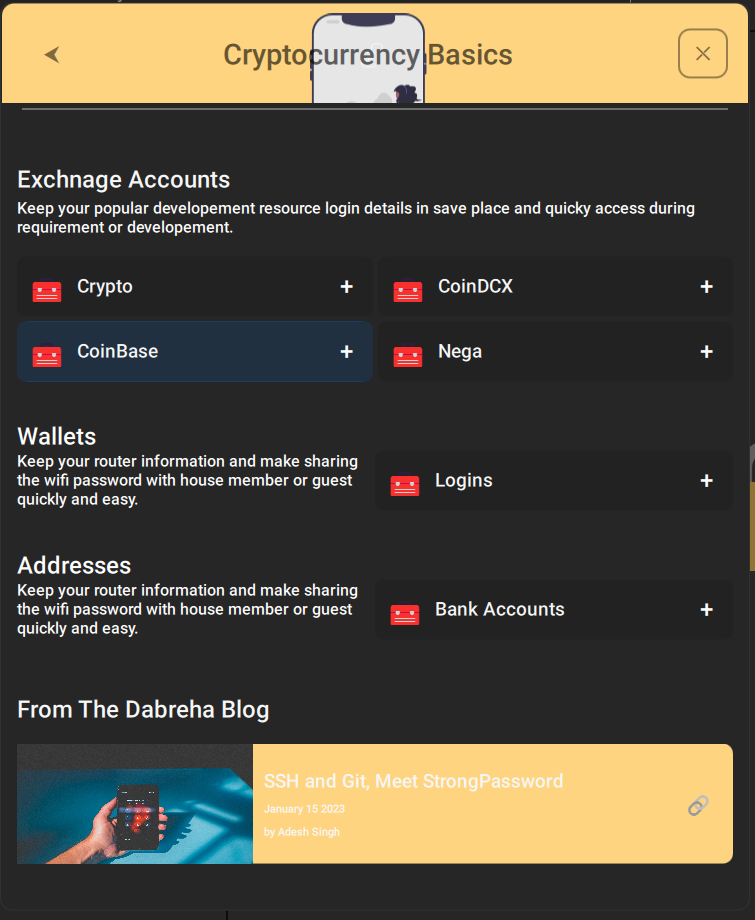 Cryptocurrency Basics
Exchnage Accounts
Keep your popular developement resource login details in save place and quicky access during
requirement or developement.
Crypto +
CoinDCX +
CoinBase +
Nega +
Wallets
Keep your router information and make sharing
the wifi password with house member or guest
quickly and easy.
Logins +
Addresses
Keep your router information and make sharing
the wifi password with house member or guest
quickly and easy.
Bank Accounts +
From The Dabreha Blog
SSH and Git, Meet StrongPassword
January 15 2023
by Adesh Singh